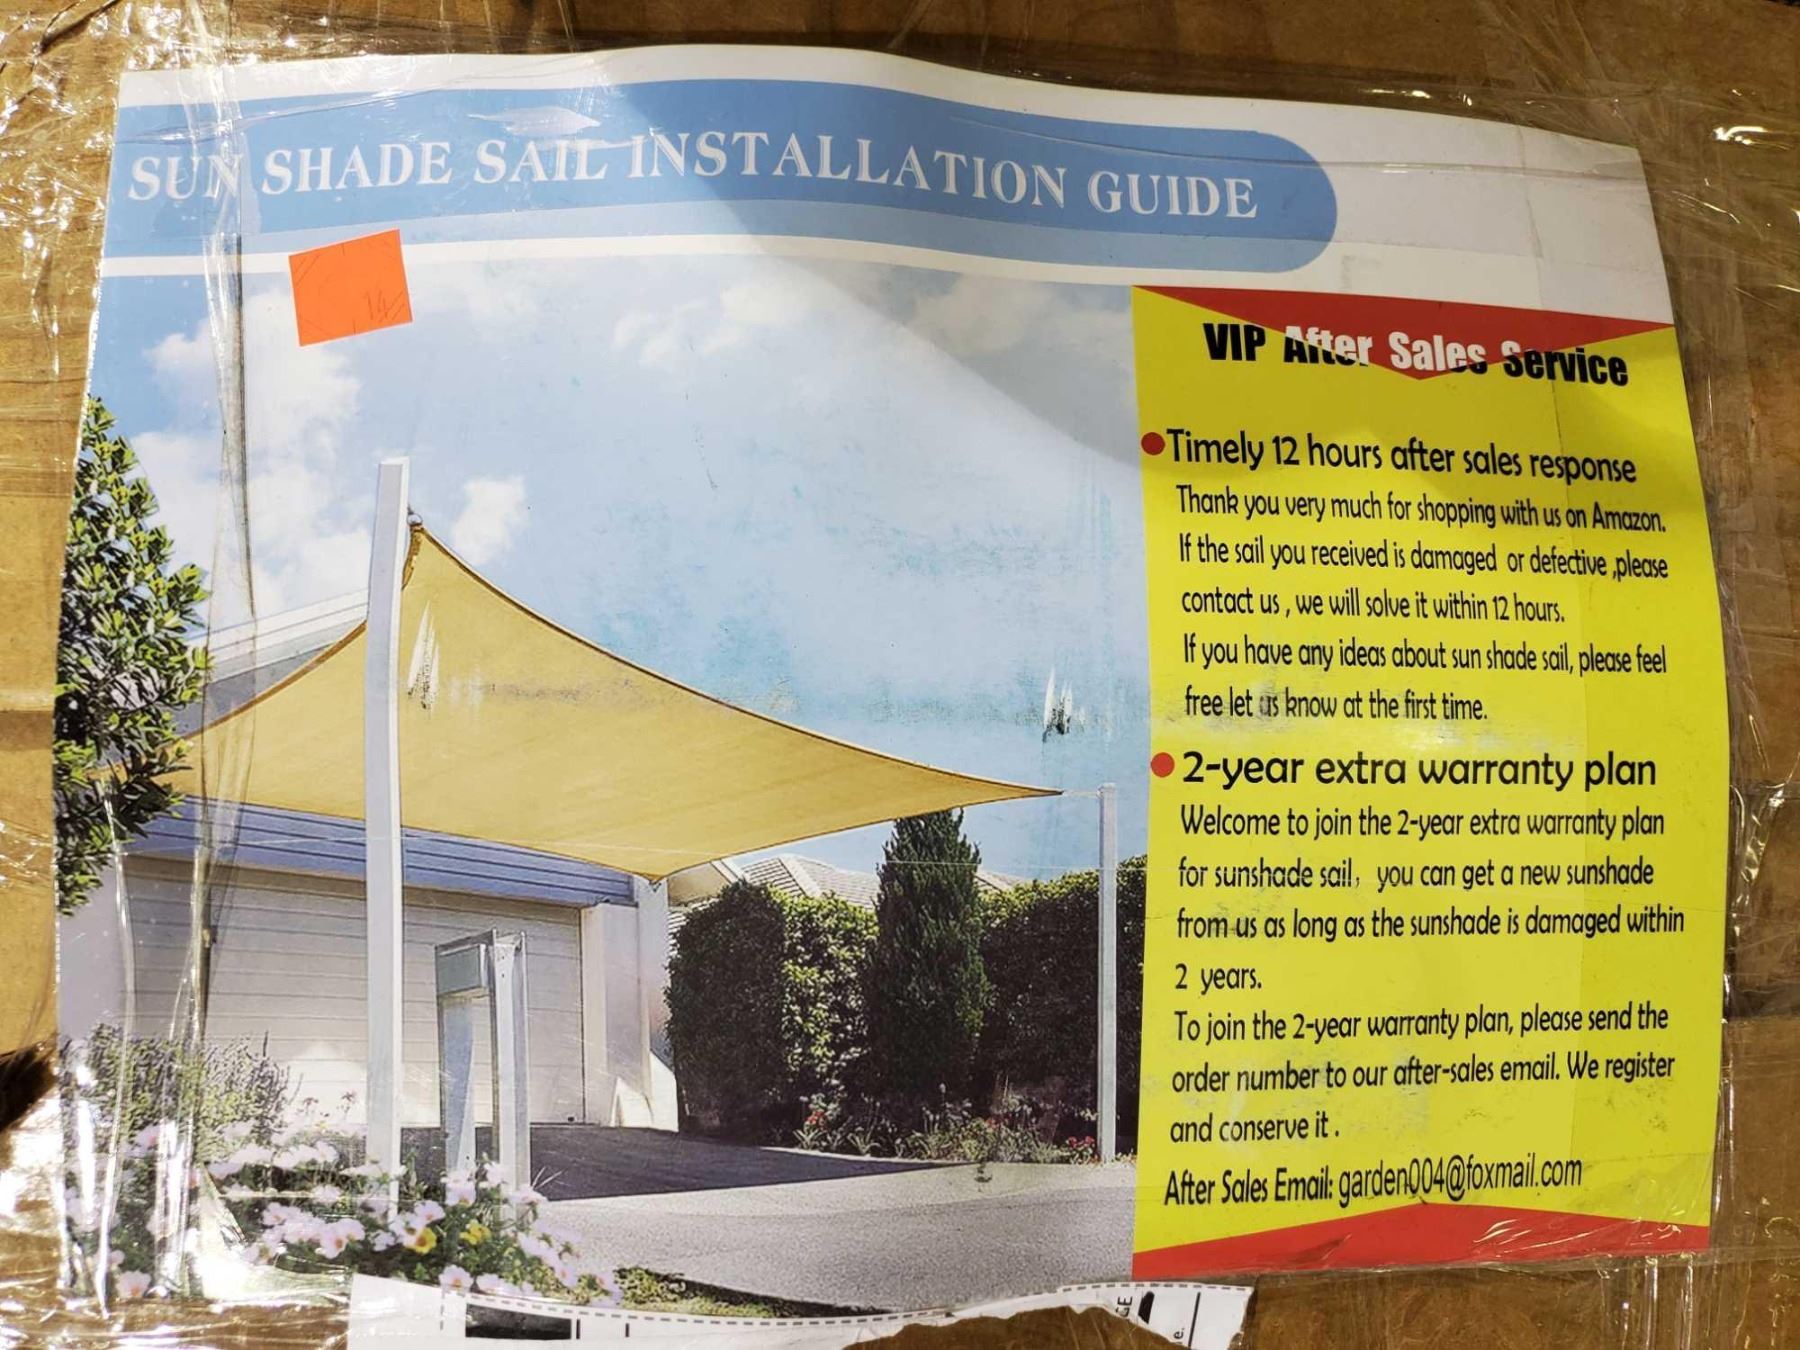 SUN SHADE SAIL INSTALLATION GUIDE
14
VIP After Sales Service
Timely 12 hours after sales response
Thank you very much for shopping with us on Amazon.
If the sail you received is damaged or defective ,please
contact us , we will solve it within 12 hours.
If you have any ideas about sun shade sail, please feel
free let us know at the first time.
2-year extra warranty plan
Welcome to join the 2-year extra warranty plan
for sunshade sail, you can get a new sunshade
from us as long as the sunshade is damaged within
2 years.
To join the 2-year warranty plan, please send the
order number to our after-sales email. We register
and conserve it .
After Sales Email: garden004@foxmail.com